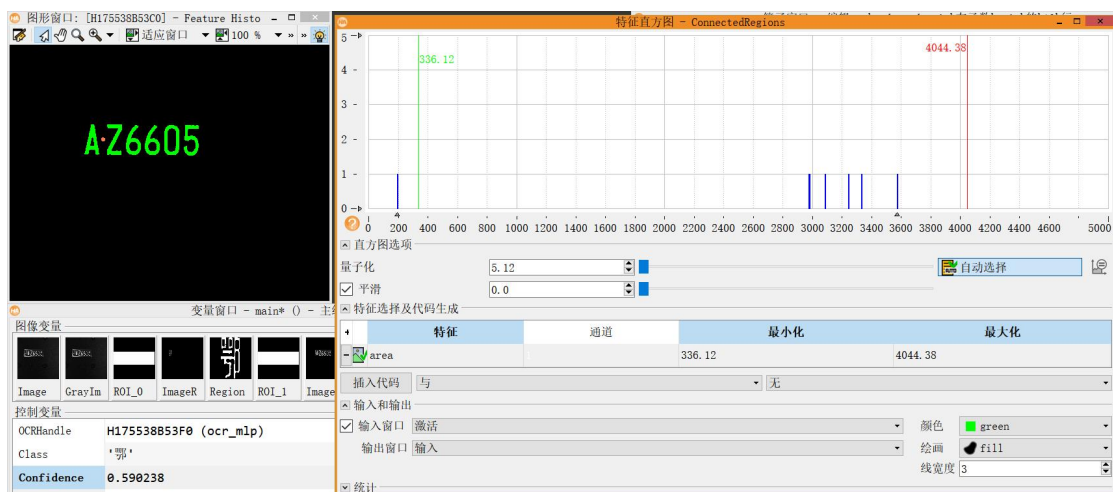 图形窗口: [H175538B53C0] - Feature Histo
适应窗口
100 %
A·Z6605
变量窗口 - main* () - 主
图像变量
Image
GrayIm
ROI_0
ImageR
Region
ROI_1
Image
控制变量
OCRHandle
H175538B53F0 (ocr_mlp)
Class
'鄂'
Confidence
0.590238
特征直方图 - ConnectedRegions
5
4
3
2
1
0
336.12
4044.38
0 200 400 600 800 1000 1200 1400 1600 1800 2000 2200 2400 2600 2800 3000 3200 3400 3600 3800 4000 4200 4400 4600 5000
直方图选项
量子化
5.12
自动选择
平滑
0.0
特征选择及代码生成
特征 通道 最小化 最大化
area 336.12 4044.38
插入代码 与 无
输入和输出
输入窗口 激活 颜色 green
输出窗口 输入 绘画 fill
线宽度 3
统计